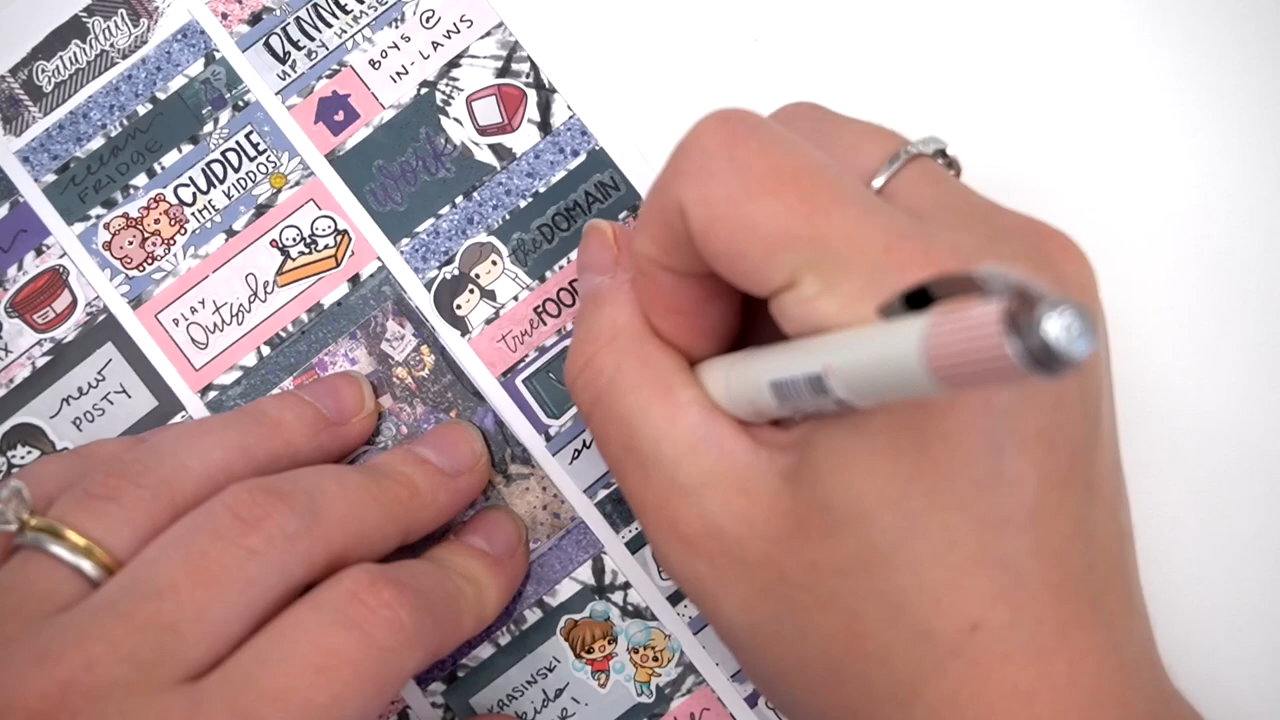 Saturday
clean
FRIDGE
CUDDLE
THE KIDDOS
PLAY
Outside
new
POSTY
UP BY HIMSE
BOYS @
IN-LAWS
work
the DOMAIN
true FOOD
KRASINSKI
kids